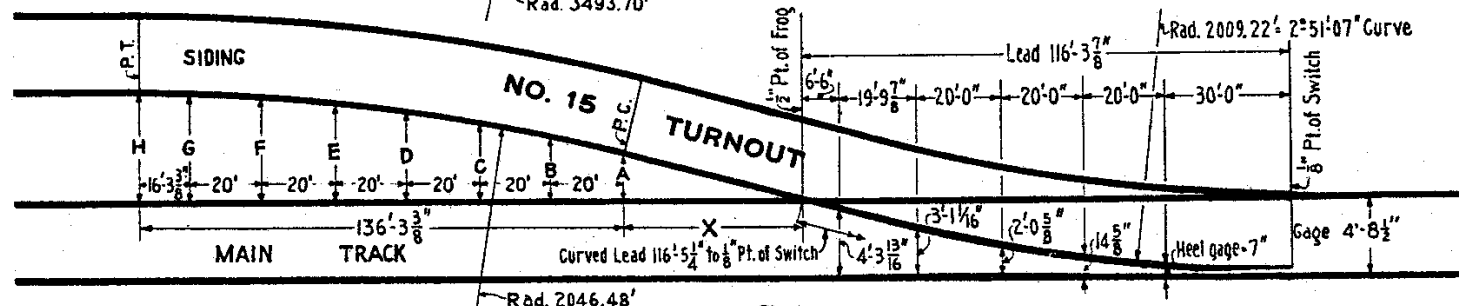 Rad. 3493.70'
P.T.
SIDING
NO. 15
P.C.
TURNOUT
1/2" Pt. of Frog
Lead 116'-3 7/8"
Rad. 2009.22' = 2°-51'-07" Curve
6'-6"
19'-9 7/8"
20'-0"
20'-0"
20'-0"
30'-0"
1/8" Pt. of Switch
H
G
F
E
D
C
B
A
16'-3 3/8"
20'
20'
20'
20'
20'
20'
136'-3 3/8"
X
MAIN TRACK
Curved Lead 116'-5 1/4" to 1/8" Pt. of Switch
4'-3 13/16"
3'-1 1/16"
2'-0 5/8"
14 5/8"
Heel gage-7"
Gage 4'-8 1/2"
Rad. 2046.48'